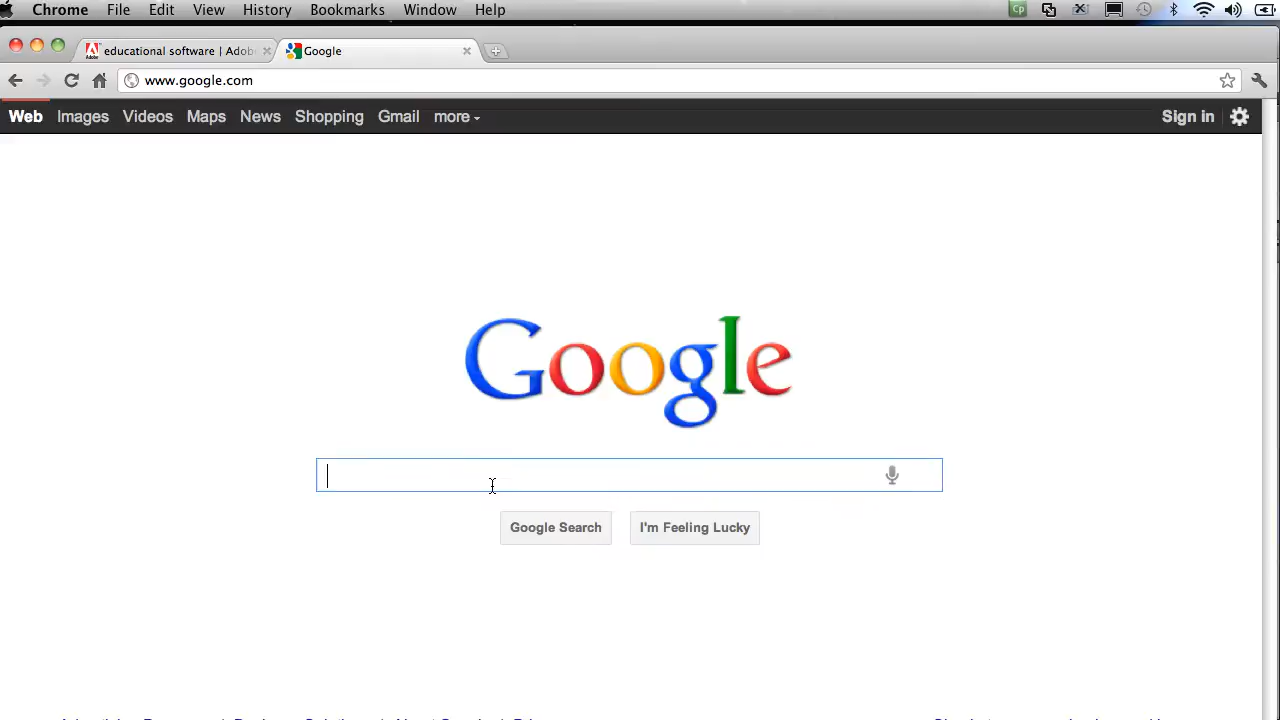 Chrome File Edit View History Bookmarks Window Help Cp
educational software | Adob Google
www.google.com
Web Images Videos Maps News Shopping Gmail more Sign in
Google
Google Search I'm Feeling Lucky